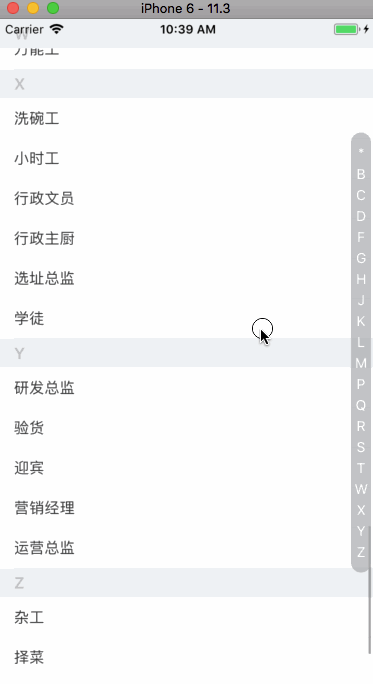 iPhone 6 - 11.3
Carrier 10:39 AM
W
万能工
X
洗碗工
小时工
行政文员
行政主厨
选址总监
学徒
Y
研发总监
验货
迎宾
营销经理
运营总监
Z
杂工
择菜
*
B
C
D
F
G
H
J
K
L
M
P
Q
R
S
T
W
X
Y
Z